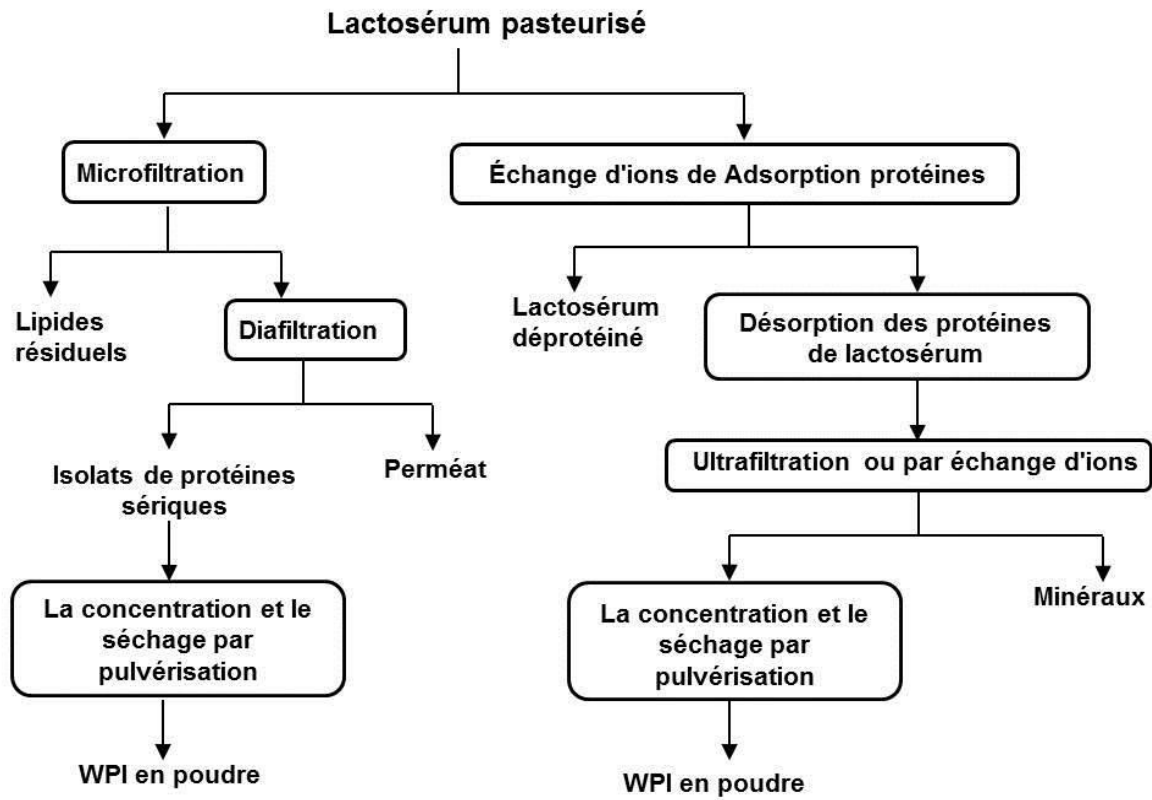 Lactosérum pasteurisé
Microfiltration
Échange d'ions de Adsorption protéines
Lipides
résiduels
Diafiltration
Lactosérum
déprotéiné
Désorption des protéines
de lactosérum
Isolats de protéines
sériques
Perméat
Ultrafiltration ou par échange d'ions
La concentration et le
séchage par
pulvérisation
La concentration et le
séchage par
pulvérisation
Minéraux
WPI en poudre
WPI en poudre